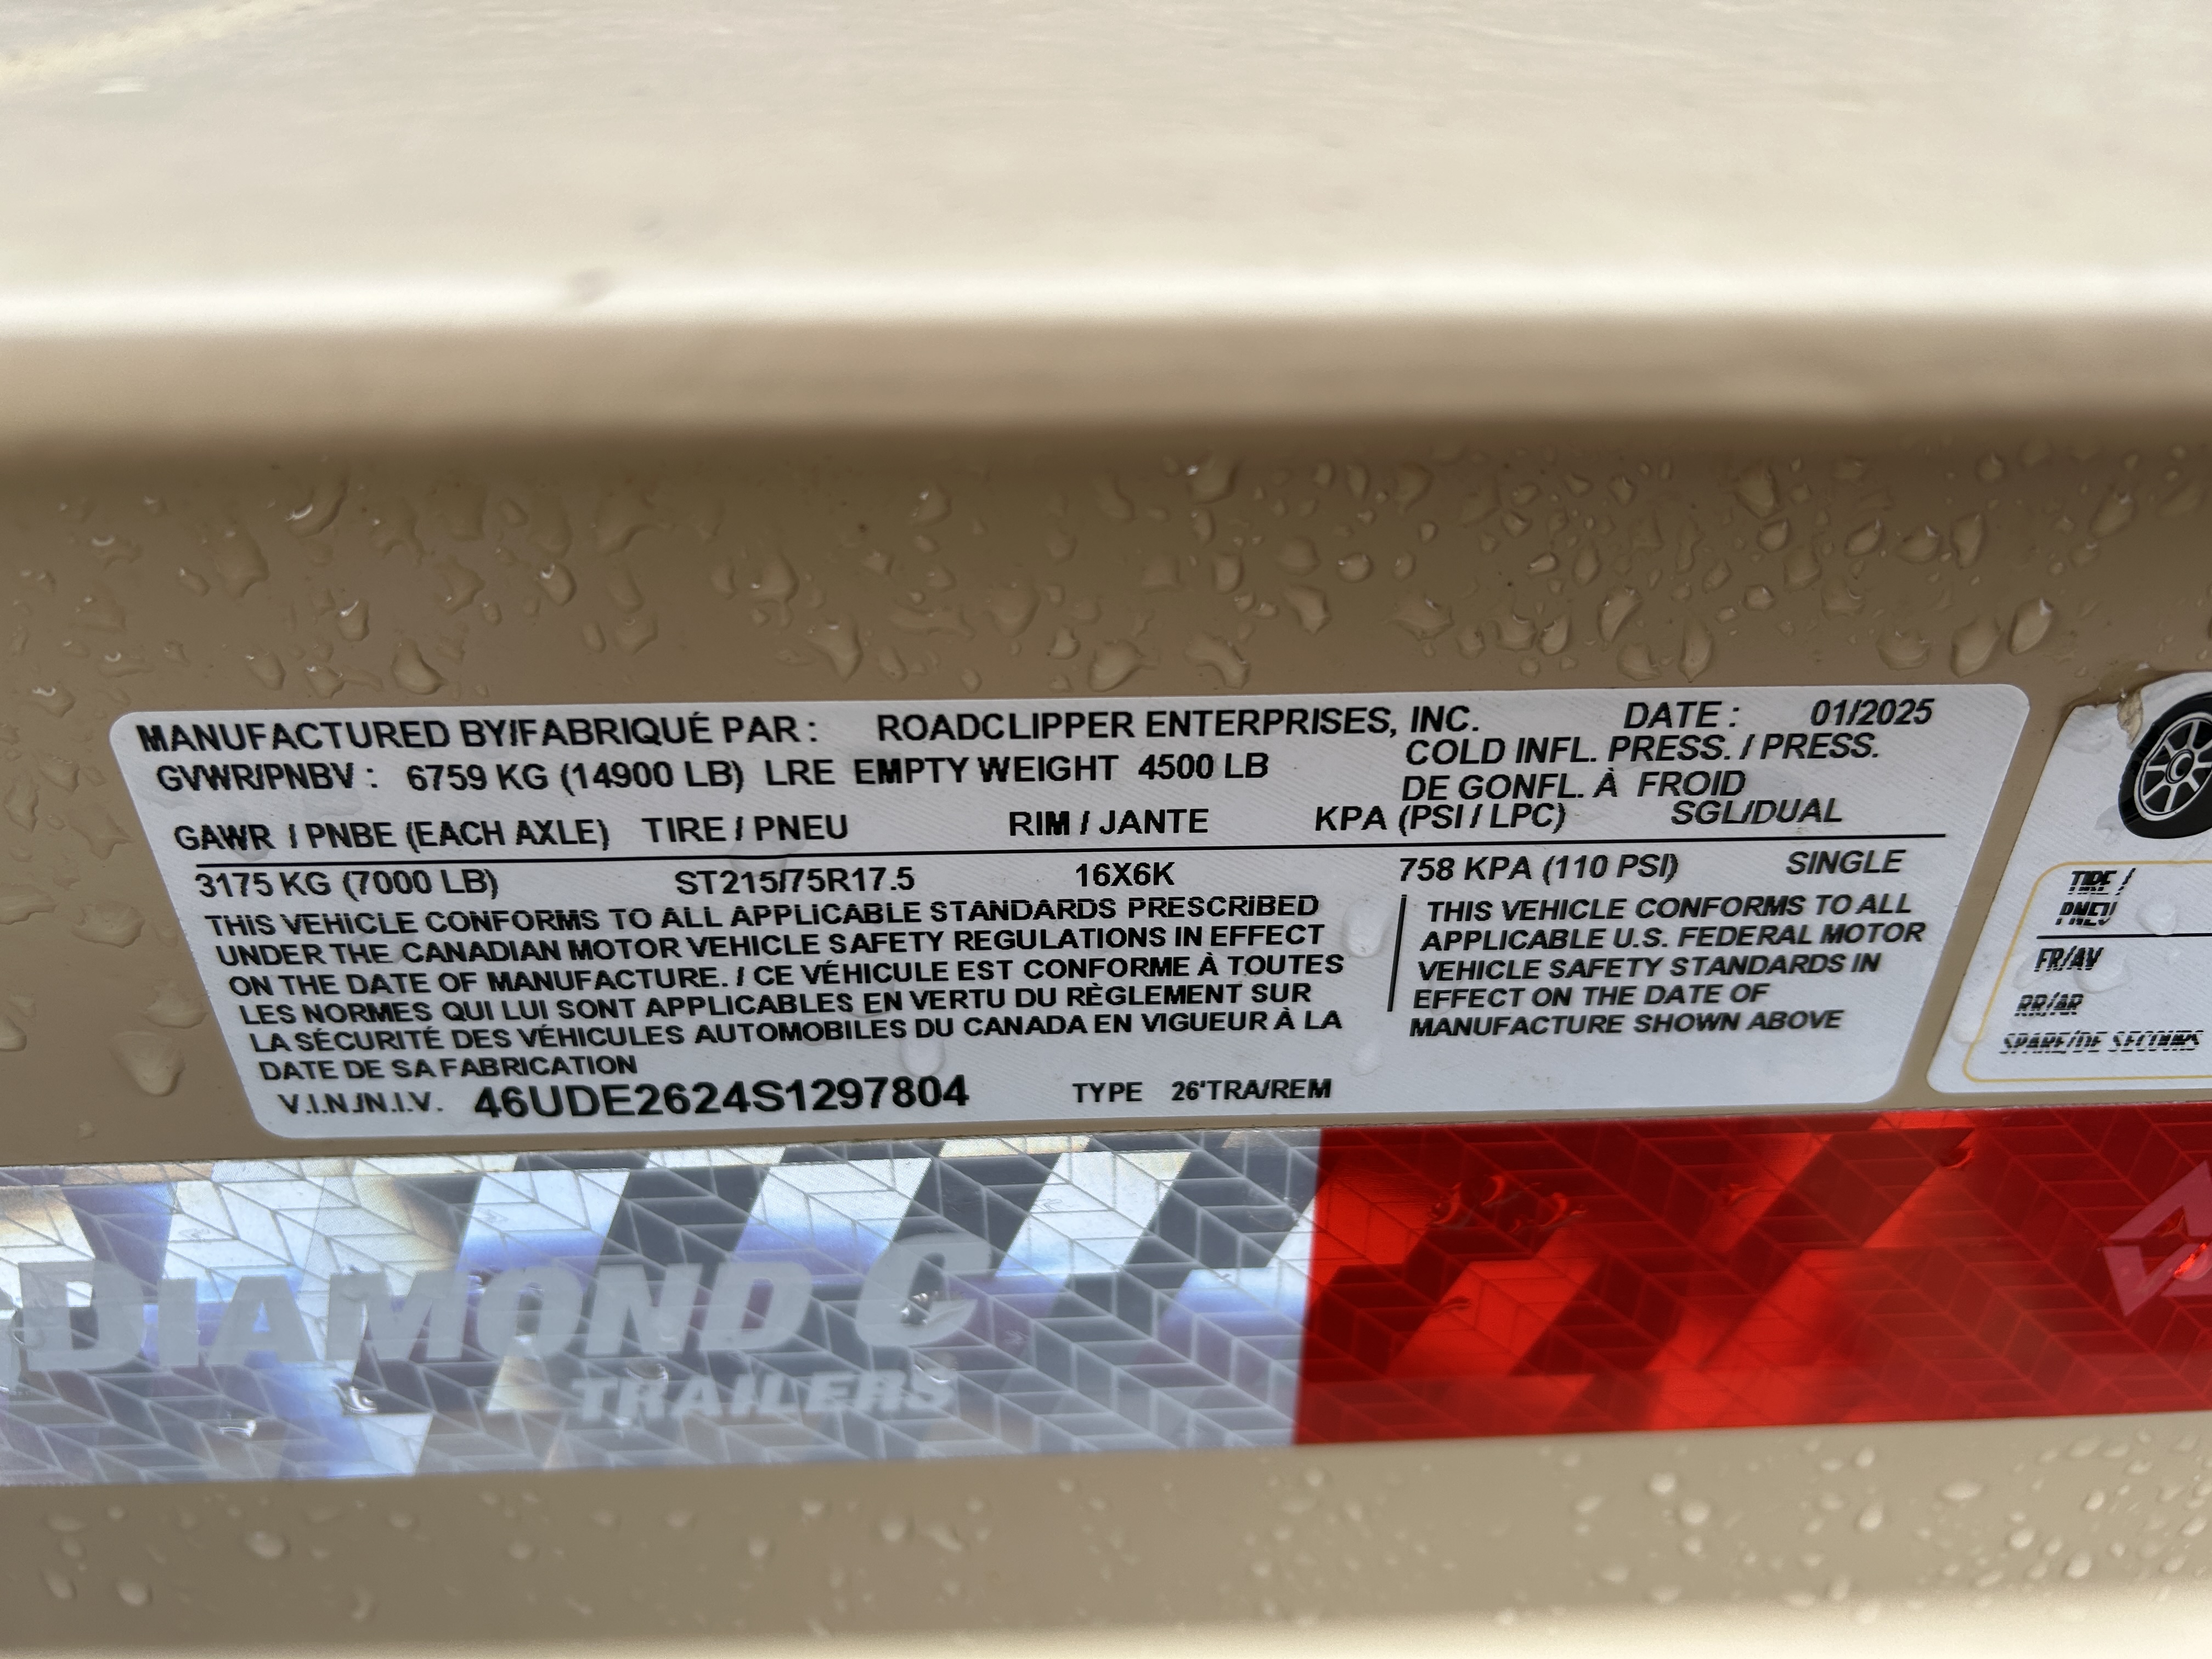 MANUFACTURED BY/FABRIQUÉ PAR : ROADCLIPPER ENTERPRISES, INC. DATE : 01/2025
GVWR/PNBV : 6759 KG (14900 LB) LRE EMPTY WEIGHT 4500 LB
COLD INFL. PRESS. / PRESS.
DE GONFL. À FROID
GAWR / PNBE (EACH AXLE) TIRE / PNEU RIM / JANTE KPA (PSI / LPC) SGL/DUAL
3175 KG (7000 LB) ST215/75R17.5 16X6K 758 KPA (110 PSI) SINGLE
THIS VEHICLE CONFORMS TO ALL APPLICABLE STANDARDS PRESCRIBED
UNDER THE CANADIAN MOTOR VEHICLE SAFETY REGULATIONS IN EFFECT
ON THE DATE OF MANUFACTURE. / CE VÉHICULE EST CONFORME À TOUTES
LES NORMES QUI LUI SONT APPLICABLES EN VERTU DU RÈGLEMENT SUR
LA SÉCURITÉ DES VÉHICULES AUTOMOBILES DU CANADA EN VIGUEUR À LA
DATE DE SA FABRICATION
THIS VEHICLE CONFORMS TO ALL
APPLICABLE U.S. FEDERAL MOTOR
VEHICLE SAFETY STANDARDS IN
EFFECT ON THE DATE OF
MANUFACTURE SHOWN ABOVE
V.I.N./N.I.V. 46UDE2624S1297804 TYPE 26'TRA/REM
TIRE /
PNEU
FR/AV
RR/AR
SPARE/DE SECOURS
DIAMOND C
TRAILERS